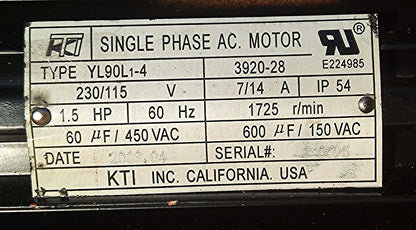 KTI SINGLE PHASE AC. MOTOR
E224985
TYPE YL90L1-4 3920-28
230/115 V 7/14 A IP 54
1.5 HP 60 Hz 1725 r/min
60 μF/450 VAC 600 μF/150 VAC
DATE SERIAL#:
KTI INC. CALIFORNIA. USA